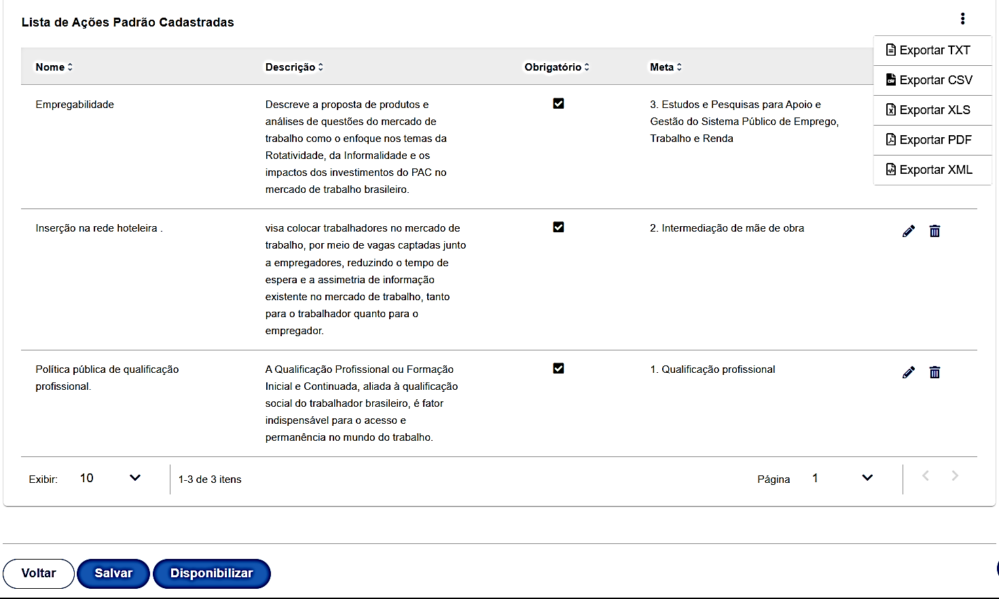 Lista de Ações Padrão Cadastradas
Exportar TXT
Exportar CSV
Exportar XLS
Exportar PDF
Exportar XML
Nome Descrição Obrigatório Meta
Empregabilidade
Descreve a proposta de produtos e
análises de questões do mercado de
trabalho como o enfoque nos temas da
Rotatividade, da Informalidade e os
impactos dos investimentos do PAC no
mercado de trabalho brasileiro.
3. Estudos e Pesquisas para Apoio e
Gestão do Sistema Público de Emprego,
Trabalho e Renda
Inserção na rede hoteleira .
visa colocar trabalhadores no mercado de
trabalho, por meio de vagas captadas junto
a empregadores, reduzindo o tempo de
espera e a assimetria de informação
existente no mercado de trabalho, tanto
para o trabalhador quanto para o
empregador.
2. Intermediação de mãe de obra
Política pública de qualificação
profissional.
A Qualificação Profissional ou Formação
Inicial e Continuada, aliada à qualificação
social do trabalhador brasileiro, é fator
indispensável para o acesso e
permanência no mundo do trabalho.
1. Qualificação profissional
Exibir: 10 1-3 de 3 itens Página 1
Voltar Salvar Disponibilizar